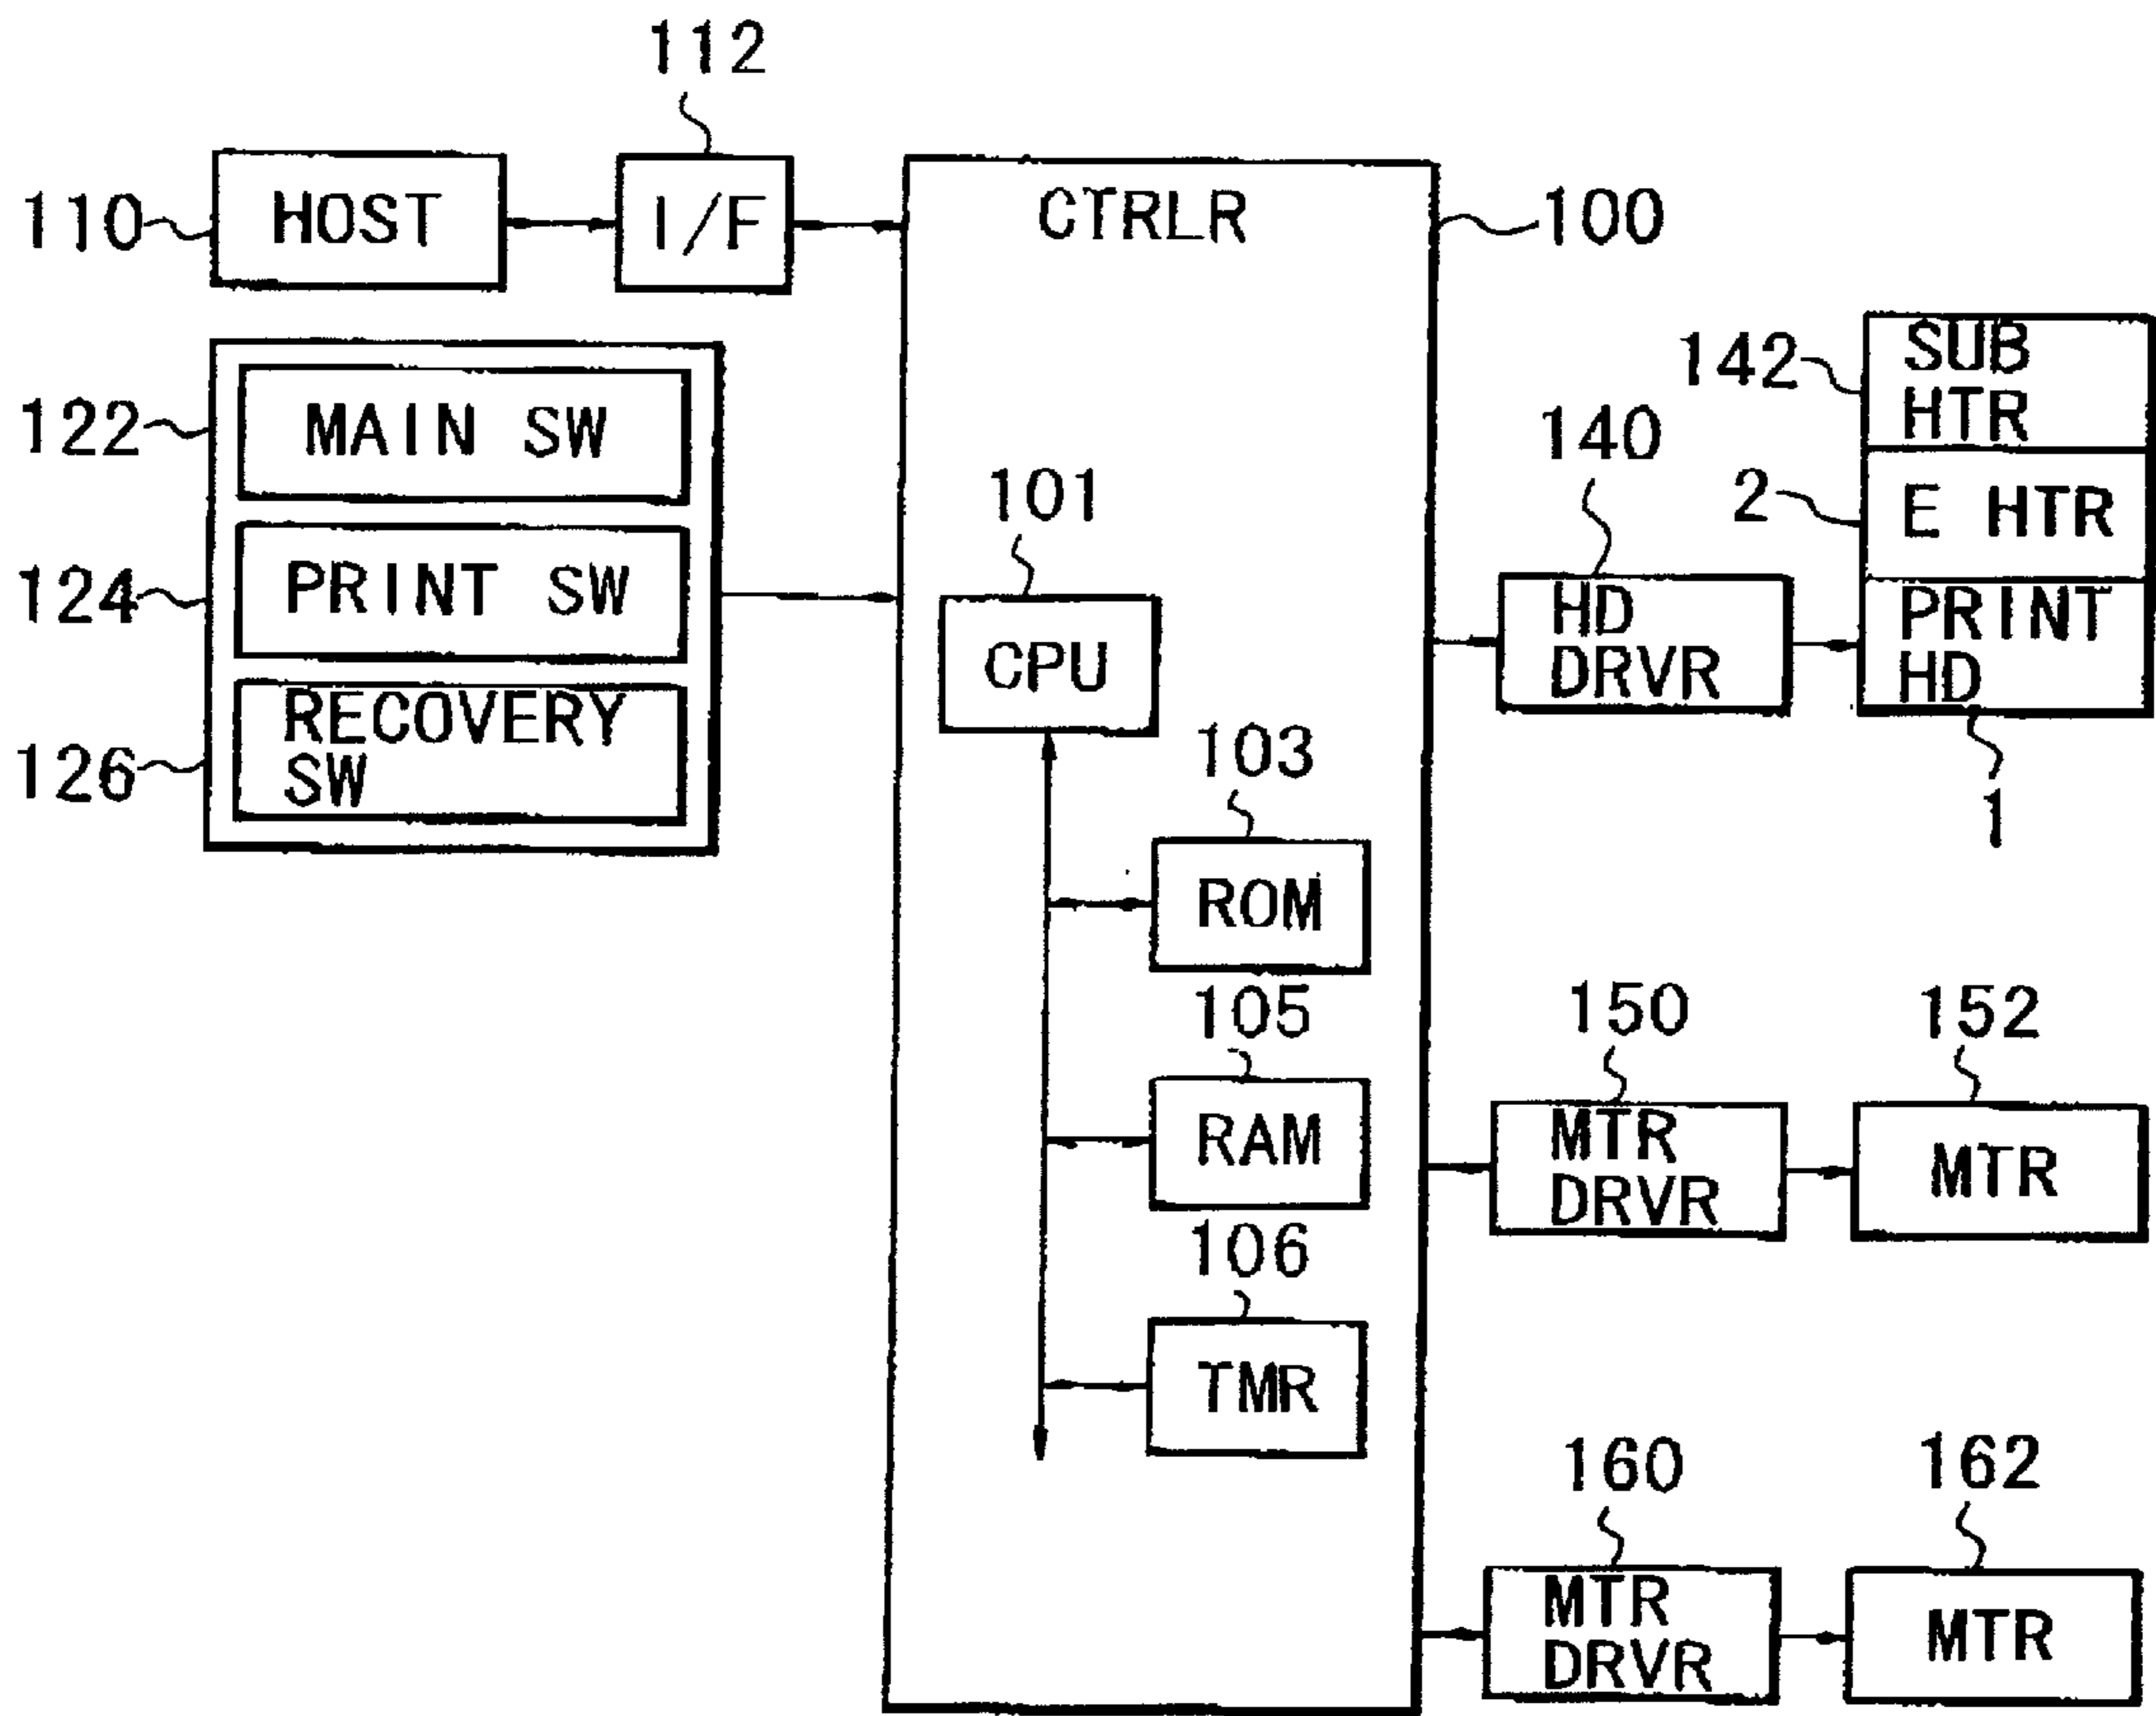 112
110
HOST
I/F
CTRLR
100
122
MAIN SW
124
PRINT SW
126
RECOVERY
SW
101
CPU
103
ROM
105
RAM
106
TMR
142
SUB
HTR
2
E HTR
140
HD
DRVR
PRINT
HD
1
150
MTR
DRVR
152
MTR
160
MTR
DRVR
162
MTR